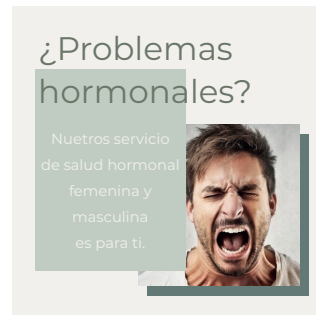 ¿Problemas
hormonales?
Nuetros servicio
de salud hormonal
femenina y
masculina
es para ti.